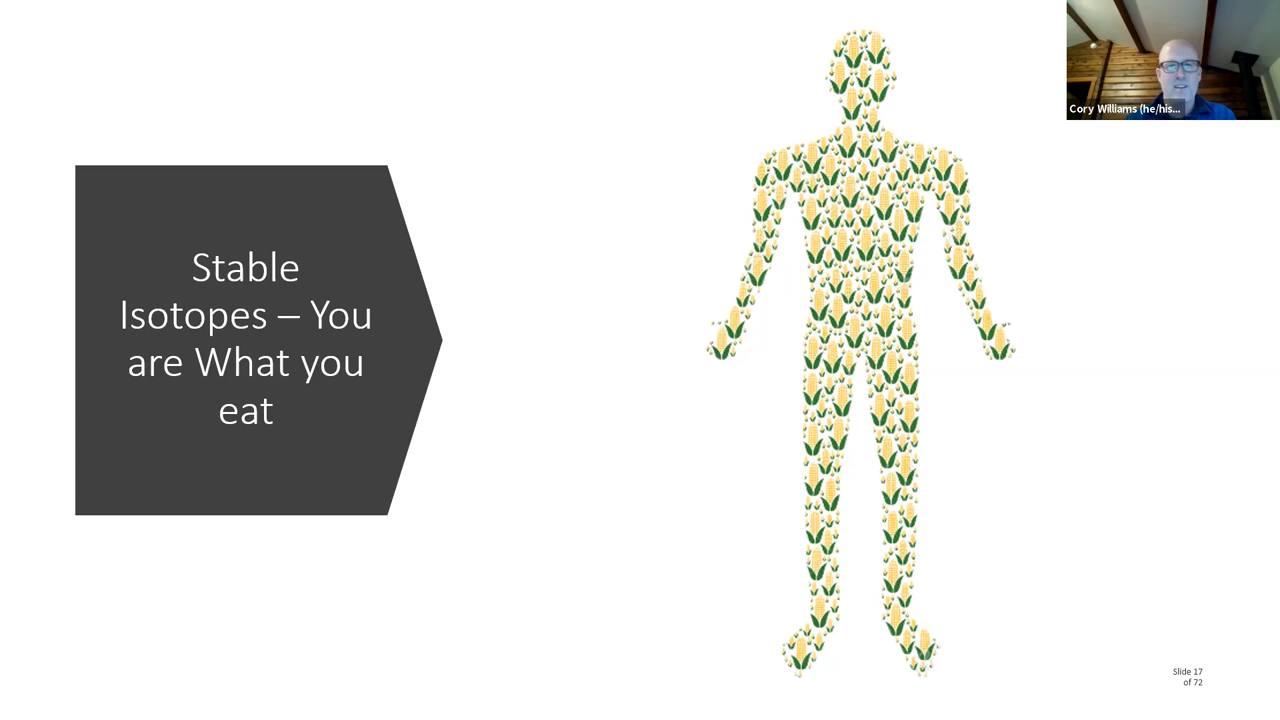 Stable
Isotopes – You
are What you
eat
Cory Williams (he/his...
Slide 17
of 72